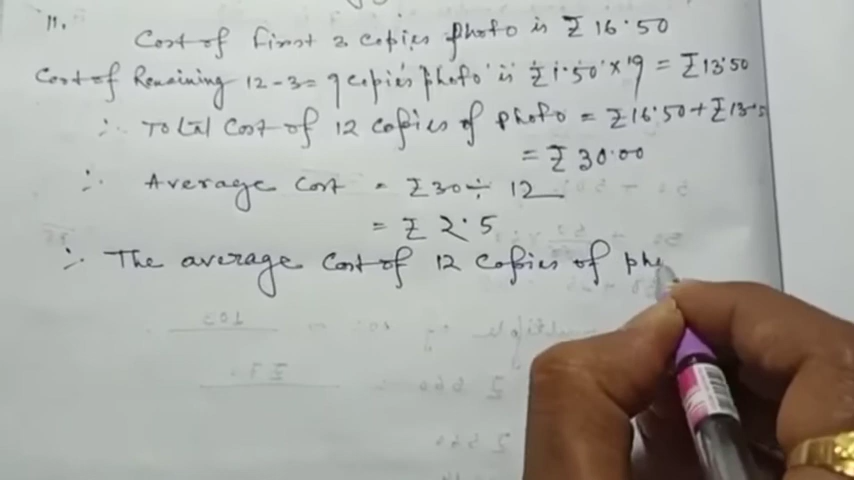 11.
Cost of first 3 copies photo is ₹ 16.50
Cost of Remaining 12-3= 9 copies photo is ₹ 1.50 × 9 = ₹ 13.50
∴ Total cost of 12 copies of photo = ₹ 16.50 + ₹ 13.5
= ₹ 30.00
∴ Average cost = ₹ 30 ÷ 12
= ₹ 2.5
∴ The average cost of 12 copies of pho